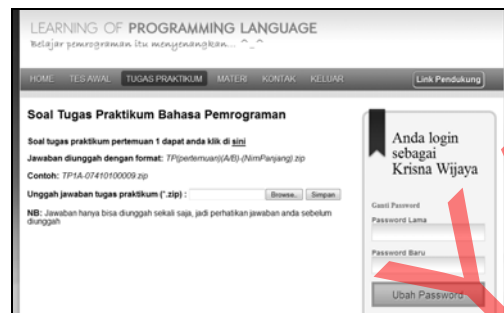 LEARNING OF PROGRAMMING LANGUAGE
Belajar pemrograman itu menyenangkan... ^_^
HOME TES AWAL TUGAS PRAKTIKUM MATERI KONTAK KELUAR Link Pendukung
Soal Tugas Praktikum Bahasa Pemrograman
Soal tugas praktikum pertemuan 1 dapat anda klik di sini
Jawaban diunggah dengan format: TP(pertemuan)(A/B)-(NimPanjang).zip
Contoh: TP1A-07410100009.zip
Unggah jawaban tugas praktikum (*.zip) : Browse... Simpan
NB: Jawaban hanya bisa diunggah sekali saja, jadi perhatikan jawaban anda sebelum
diunggah
Anda login
sebagai
Krisna Wijaya
Ganti Password
Password Lama
Password Baru
Ubah Password